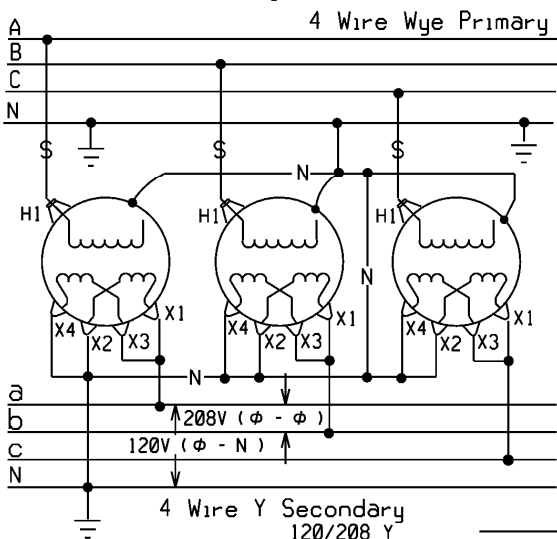 4 Wire Wye Primary
A
B
C
N
S S S
N
H1 H1 H1
N
X4 X2 X3 X1 X4 X2 X3 X1 X4 X2 X3 X1
N
a
208V ( Φ - Φ )
b
120V ( Φ - N )
c
N
4 Wire Y Secondary
120/208 Y